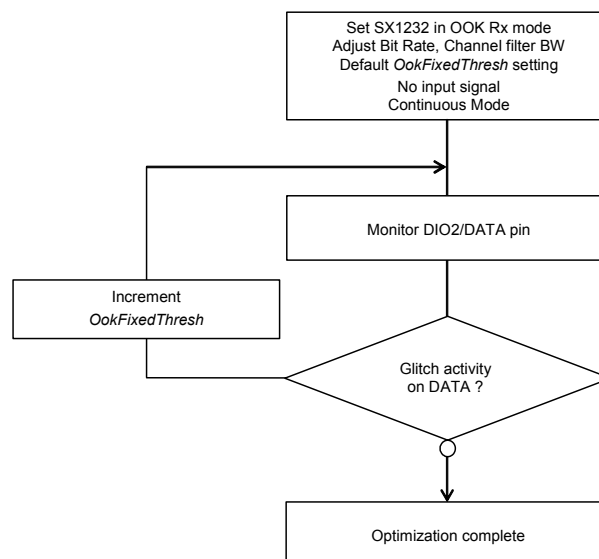 Set SX1232 in OOK Rx mode
Adjust Bit Rate, Channel filter BW
Default OokFixedThresh setting
No input signal
Continuous Mode
Monitor DIO2/DATA pin
Increment
OokFixedThresh
Glitch activity
on DATA ?
Optimization complete